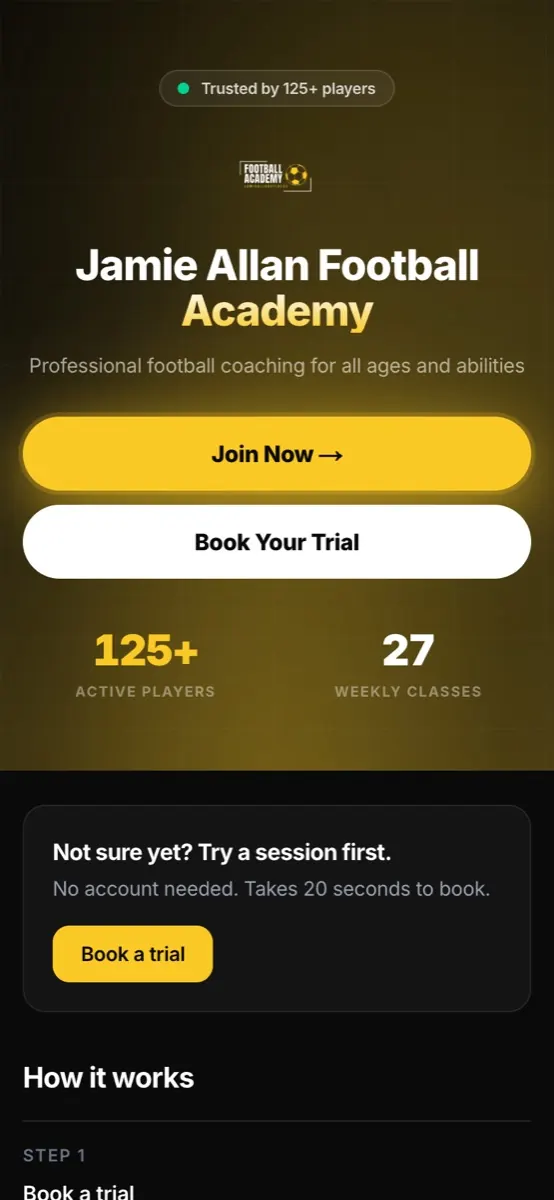 Trusted by 125+ players
FOOTBALL
ACADEMY
Jamie Allan Football
Academy
Professional football coaching for all ages and abilities
Join Now →
Book Your Trial
125+
27
ACTIVE PLAYERS
WEEKLY CLASSES
Not sure yet? Try a session first.
No account needed. Takes 20 seconds to book.
Book a trial
How it works
STEP 1
Book a trial